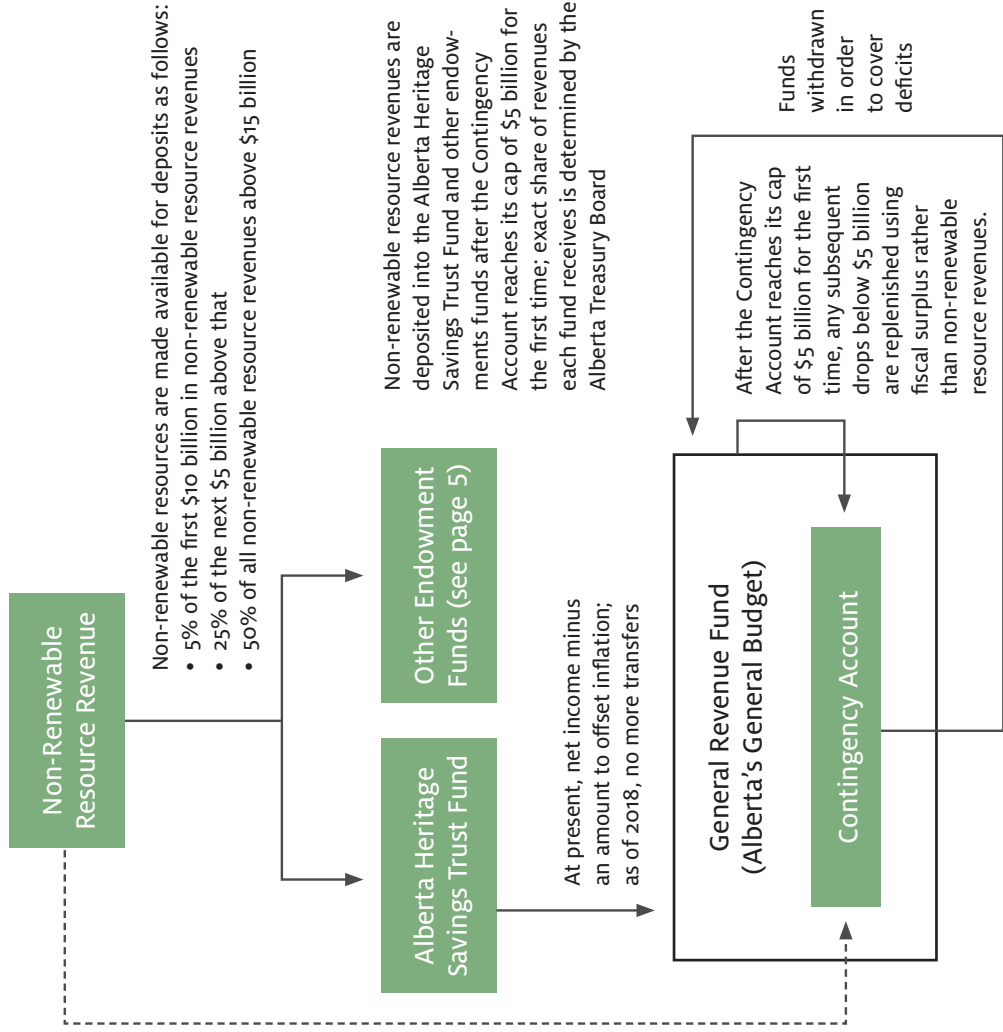 Non-Renewable
Resource Revenue
Non-renewable resources are made available for deposits as follows:
• 5% of the first $10 billion in non-renewable resource revenues
• 25% of the next $5 billion above that
• 50% of all non-renewable resource revenues above $15 billion
Alberta Heritage
Savings Trust Fund
Other Endowment
Funds (see page 5)
Non-renewable resource revenues are
deposited into the Alberta Heritage
Savings Trust Fund and other endow-
ments funds after the Contingency
Account reaches its cap of $5 billion for
the first time; exact share of revenues
each fund receives is determined by the
Alberta Treasury Board
At present, net income minus
an amount to offset inflation;
as of 2018, no more transfers
General Revenue Fund
(Alberta's General Budget)
Contingency Account
After the Contingency
Account reaches its cap
of $5 billion for the first
time, any subsequent
drops below $5 billion
are replenished using
fiscal surplus rather
than non-renewable
resource revenues.
Funds
withdrawn
in order
to cover
deficits